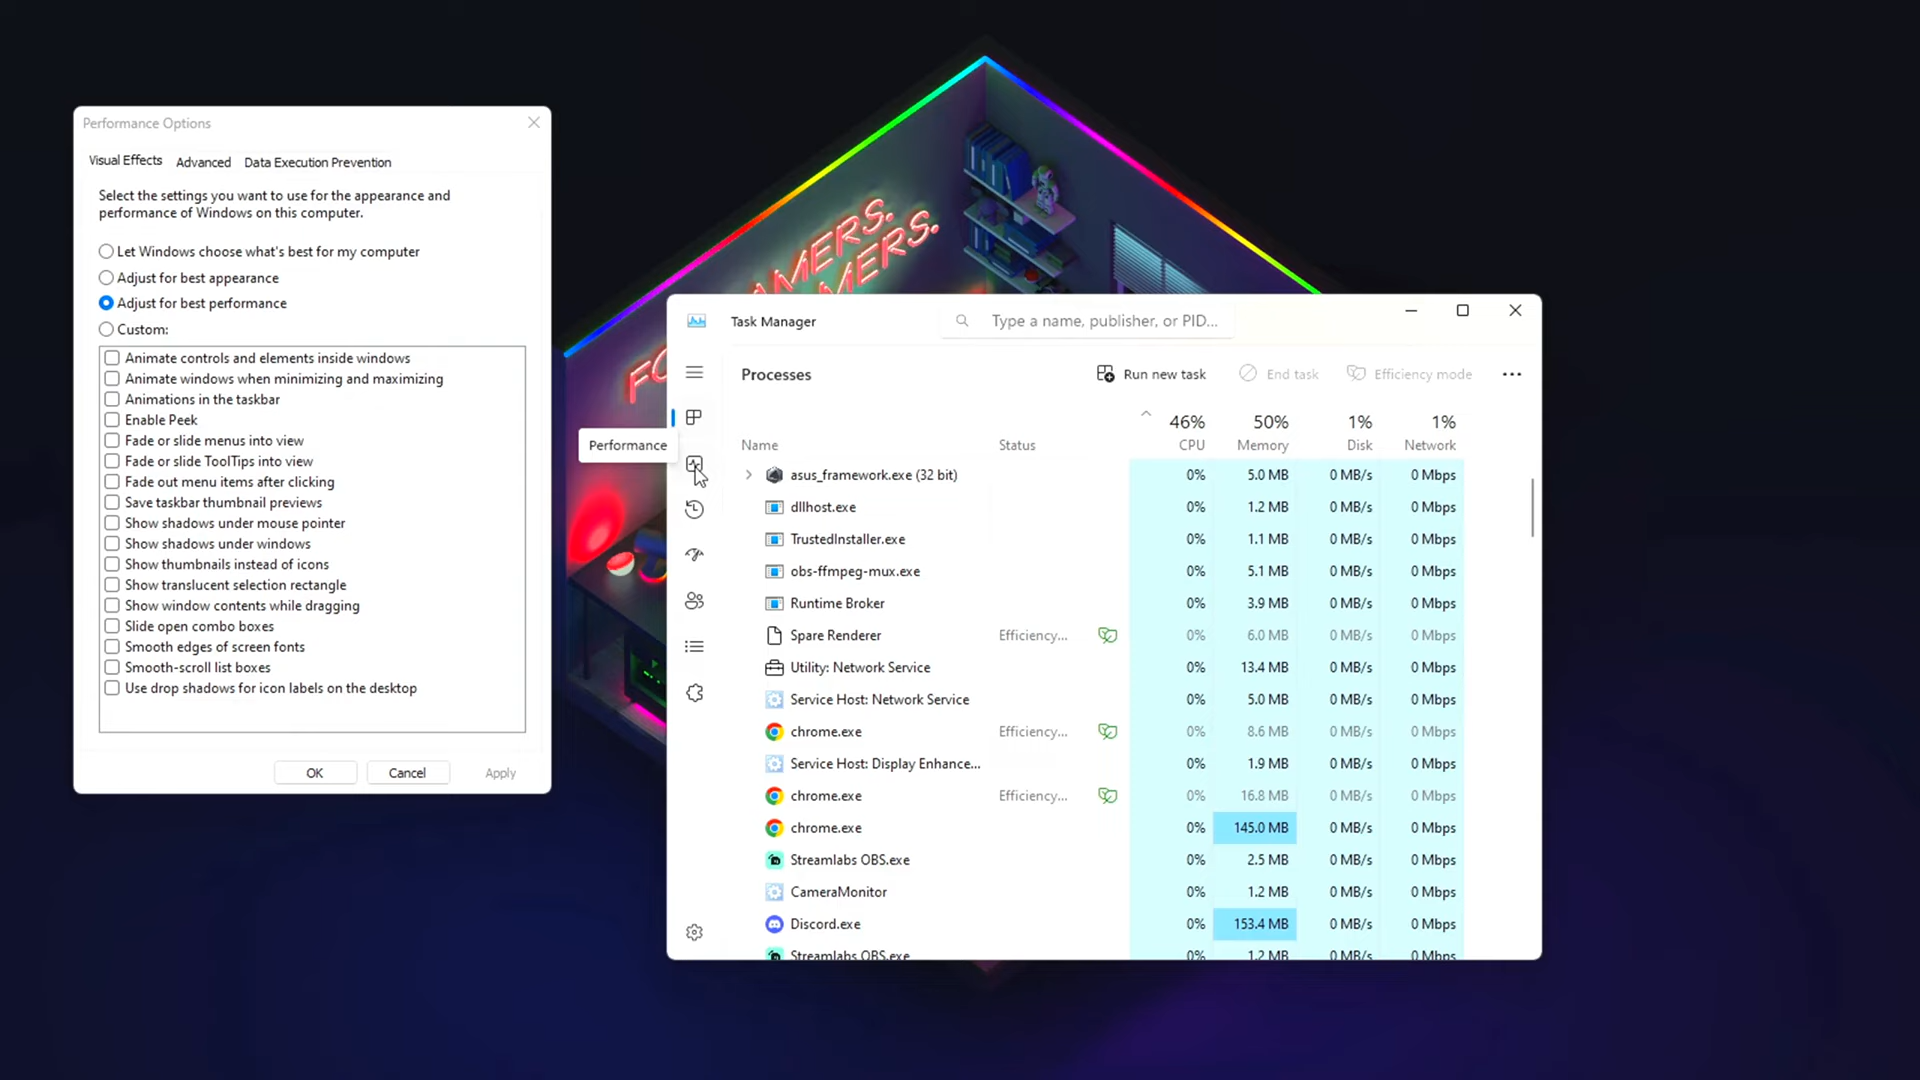 Performance Options
Visual Effects Advanced Data Execution Prevention
Select the settings you want to use for the appearance and
performance of Windows on this computer.
Let Windows choose what's best for my computer
Adjust for best appearance
Adjust for best performance
Custom:
Animate controls and elements inside windows
Animate windows when minimizing and maximizing
Animations in the taskbar
Enable Peek
Fade or slide menus into view
Fade or slide ToolTips into view
Fade out menu items after clicking
Save taskbar thumbnail previews
Show shadows under mouse pointer
Show shadows under windows
Show thumbnails instead of icons
Show translucent selection rectangle
Show window contents while dragging
Slide open combo boxes
Smooth edges of screen fonts
Smooth-scroll list boxes
Use drop shadows for icon labels on the desktop
OK Cancel Apply
AMERS.
MERS.
FO
Task Manager Type a name, publisher, or PID...
Processes Run new task End task Efficiency mode
Performance
46% 50% 1% 1%
Name Status CPU Memory Disk Network
asus_framework.exe (32 bit) 0% 5.0 MB 0 MB/s 0 Mbps
dllhost.exe 0% 1.2 MB 0 MB/s 0 Mbps
TrustedInstaller.exe 0% 1.1 MB 0 MB/s 0 Mbps
obs-ffmpeg-mux.exe 0% 5.1 MB 0 MB/s 0 Mbps
Runtime Broker 0% 3.9 MB 0 MB/s 0 Mbps
Spare Renderer Efficiency... 0% 6.0 MB 0 MB/s 0 Mbps
Utility: Network Service 0% 13.4 MB 0 MB/s 0 Mbps
Service Host: Network Service 0% 5.0 MB 0 MB/s 0 Mbps
chrome.exe Efficiency... 0% 8.6 MB 0 MB/s 0 Mbps
Service Host: Display Enhance... 0% 1.9 MB 0 MB/s 0 Mbps
chrome.exe Efficiency... 0% 16.8 MB 0 MB/s 0 Mbps
chrome.exe 0% 145.0 MB 0 MB/s 0 Mbps
Streamlabs OBS.exe 0% 2.5 MB 0 MB/s 0 Mbps
CameraMonitor 0% 1.2 MB 0 MB/s 0 Mbps
Discord.exe 0% 153.4 MB 0 MB/s 0 Mbps
Streamlabs OBS.exe 0% 1.2 MB 0 MB/s 0 Mbps